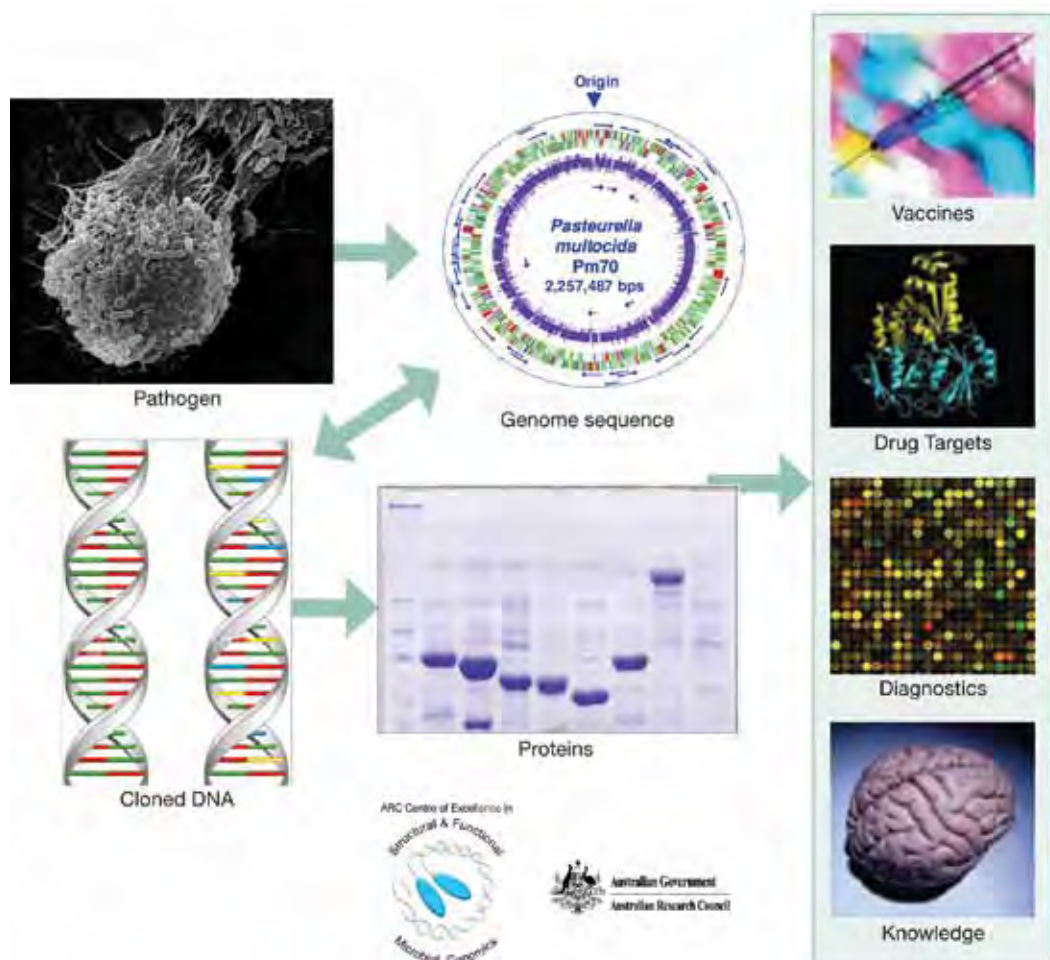 Origin
Pasteurella
multocida
Pm70
2,257,487 bps
Pathogen
Genome sequence
Cloned DNA
Proteins
Vaccines
Drug Targets
Diagnostics
Knowledge
ARC Centre of Excellence in
Structural & Functional
Microbial Genomics
Australian Government
Australian Research Council